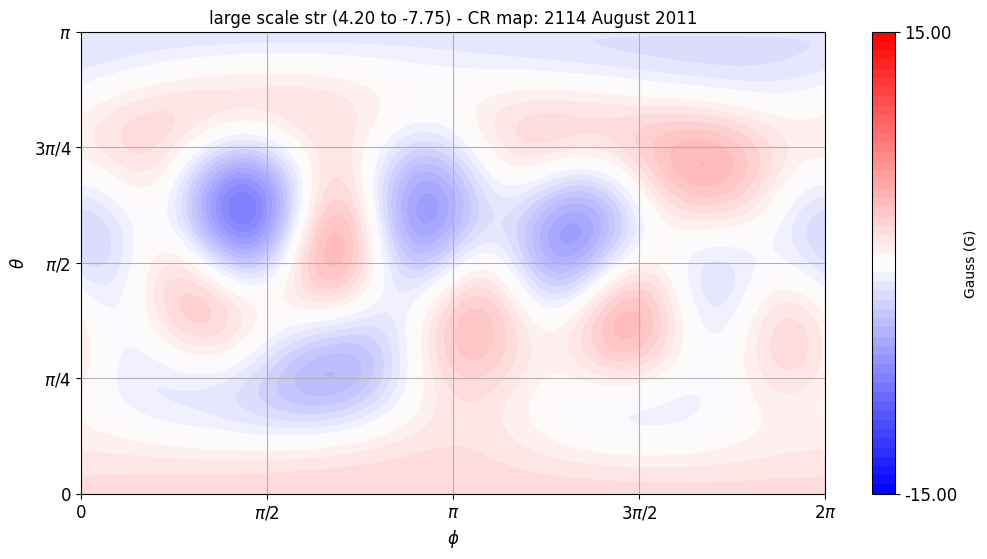 large scale str (4.20 to -7.75) - CR map: 2114 August 2011
π
3π/4
π/2
π/4
0
θ
0
π/2
π
3π/2
2π
ϕ
15.00
-15.00
Gauss (G)